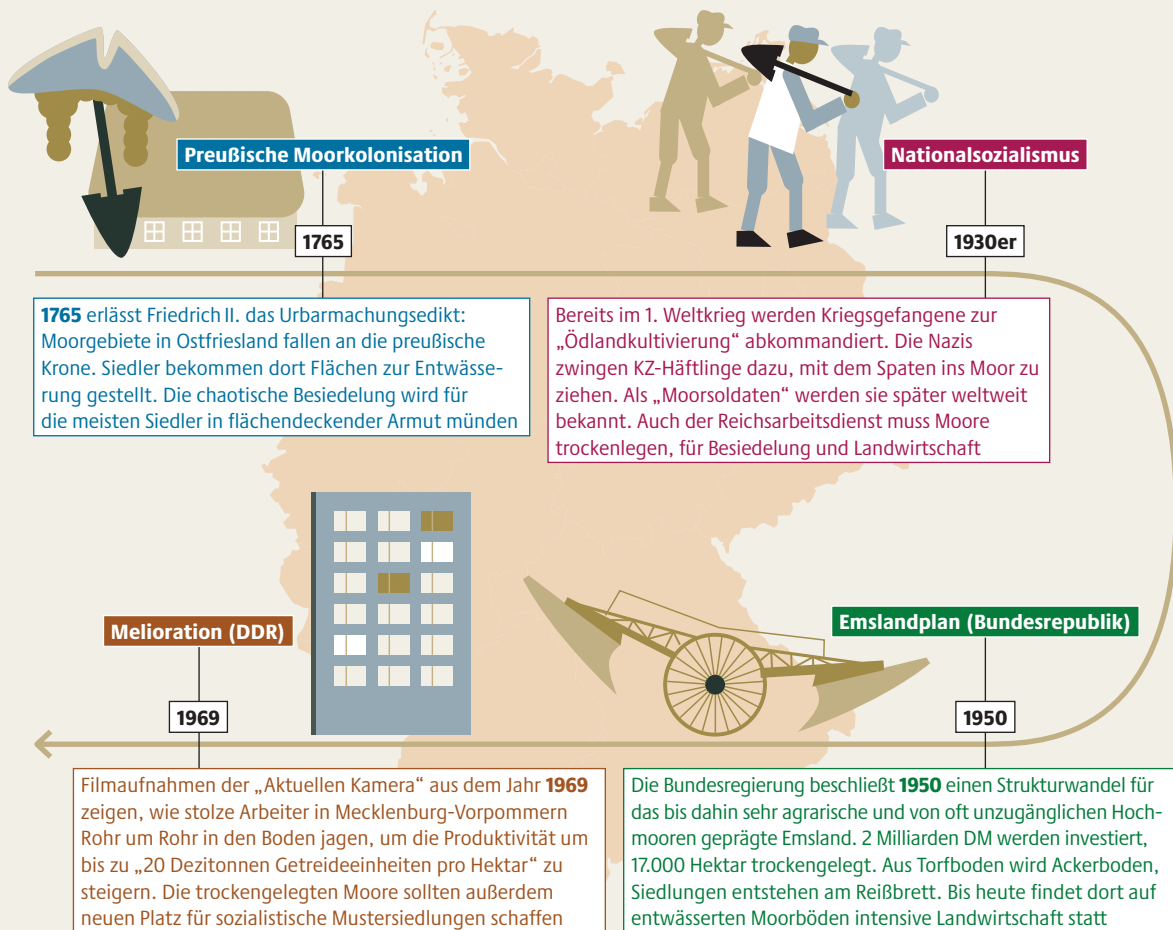 Preußische Moorkolonisation
1765
1765 erlässt Friedrich II. das Urbarmachungsedikt:
Moorgebiete in Ostfriesland fallen an die preußische
Krone. Siedler bekommen dort Flächen zur Entwässe-
rung gestellt. Die chaotische Besiedelung wird für
die meisten Siedler in flächendeckender Armut münden
Nationalsozialismus
1930er
Bereits im 1. Weltkrieg werden Kriegsgefangene zur
„Ödlandkultivierung“ abkommandiert. Die Nazis
zwingen KZ-Häftlinge dazu, mit dem Spaten ins Moor zu
ziehen. Als „Moorsoldaten“ werden sie später weltweit
bekannt. Auch der Reichsarbeitsdienst muss Moore
trockenlegen, für Besiedelung und Landwirtschaft
Emslandplan (Bundesrepublik)
1950
Die Bundesregierung beschließt 1950 einen Strukturwandel für
das bis dahin sehr agrarische und von oft unzugänglichen Hoch-
mooren geprägte Emsland. 2 Milliarden DM werden investiert,
17.000 Hektar trockengelegt. Aus Torfboden wird Ackerboden,
Siedlungen entstehen am Reißbrett. Bis heute findet dort auf
entwässerten Moorböden intensive Landwirtschaft statt
Melioration (DDR)
1969
Filmaufnahmen der „Aktuellen Kamera“ aus dem Jahr 1969
zeigen, wie stolze Arbeiter in Mecklenburg-Vorpommern
Rohr um Rohr in den Boden jagen, um die Produktivität um
bis zu „20 Dezitonnen Getreideeinheiten pro Hektar“ zu
steigern. Die trockengelegten Moore sollten außerdem
neuen Platz für sozialistische Mustersiedlungen schaffen